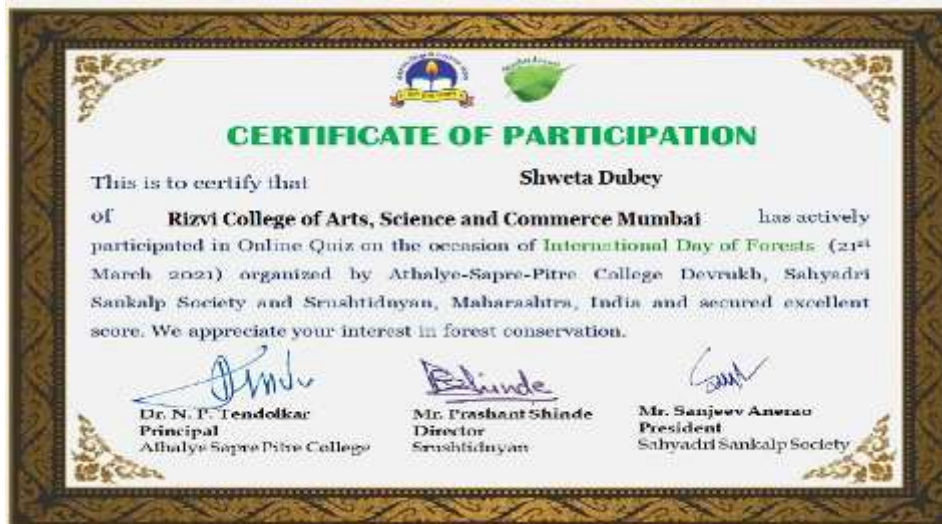 CERTIFICATE OF PARTICIPATION
This is to certify that Shweta Dubey
of Rizvi College of Arts, Science and Commerce Mumbai has actively
participated in Online Quiz on the occasion of International Day of Forests (21st
March 2021) organized by Athalye-Sapre-Pitre College Devrukh, Sahyadri
Sankalp Society and Srushtidnyan, Maharashtra, India and secured excellent
score. We appreciate your interest in forest conservation.
Shinde
Dr. N. P. Tendolkar Mr. Prashant Shinde Mr. Sanjeev Anerao
Principal Director President
Athalye Sapre Pitre College Srushtidnyan Sahyadri Sankalp Society